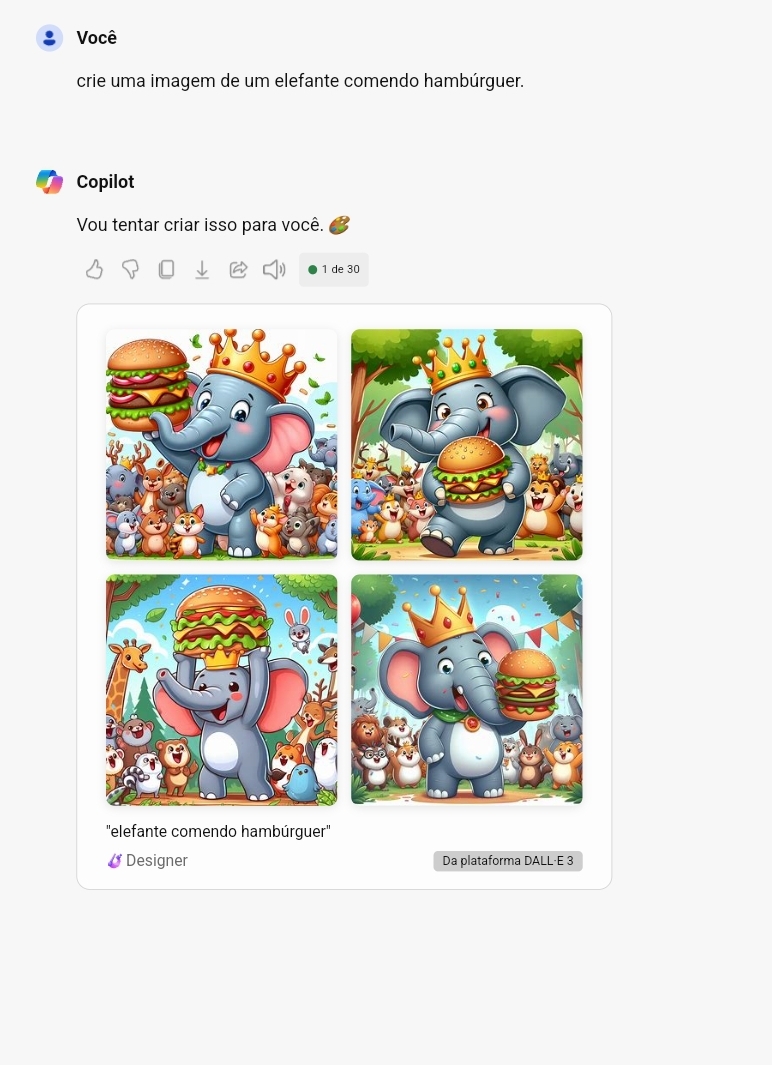 Você
crie uma imagem de um elefante comendo hambúrguer.
Copilot
Vou tentar criar isso para você.
1 de 30
"elefante comendo hambúrguer"
Designer
Da plataforma DALL·E 3